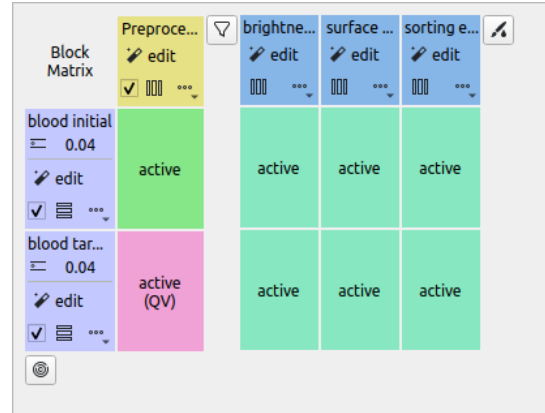 Block
Matrix
Preproce...
edit
brightne...
edit
surface ...
edit
sorting e...
edit
blood initial
0.04
edit
active
active
active
active
blood tar...
0.04
edit
active
(QV)
active
active
active